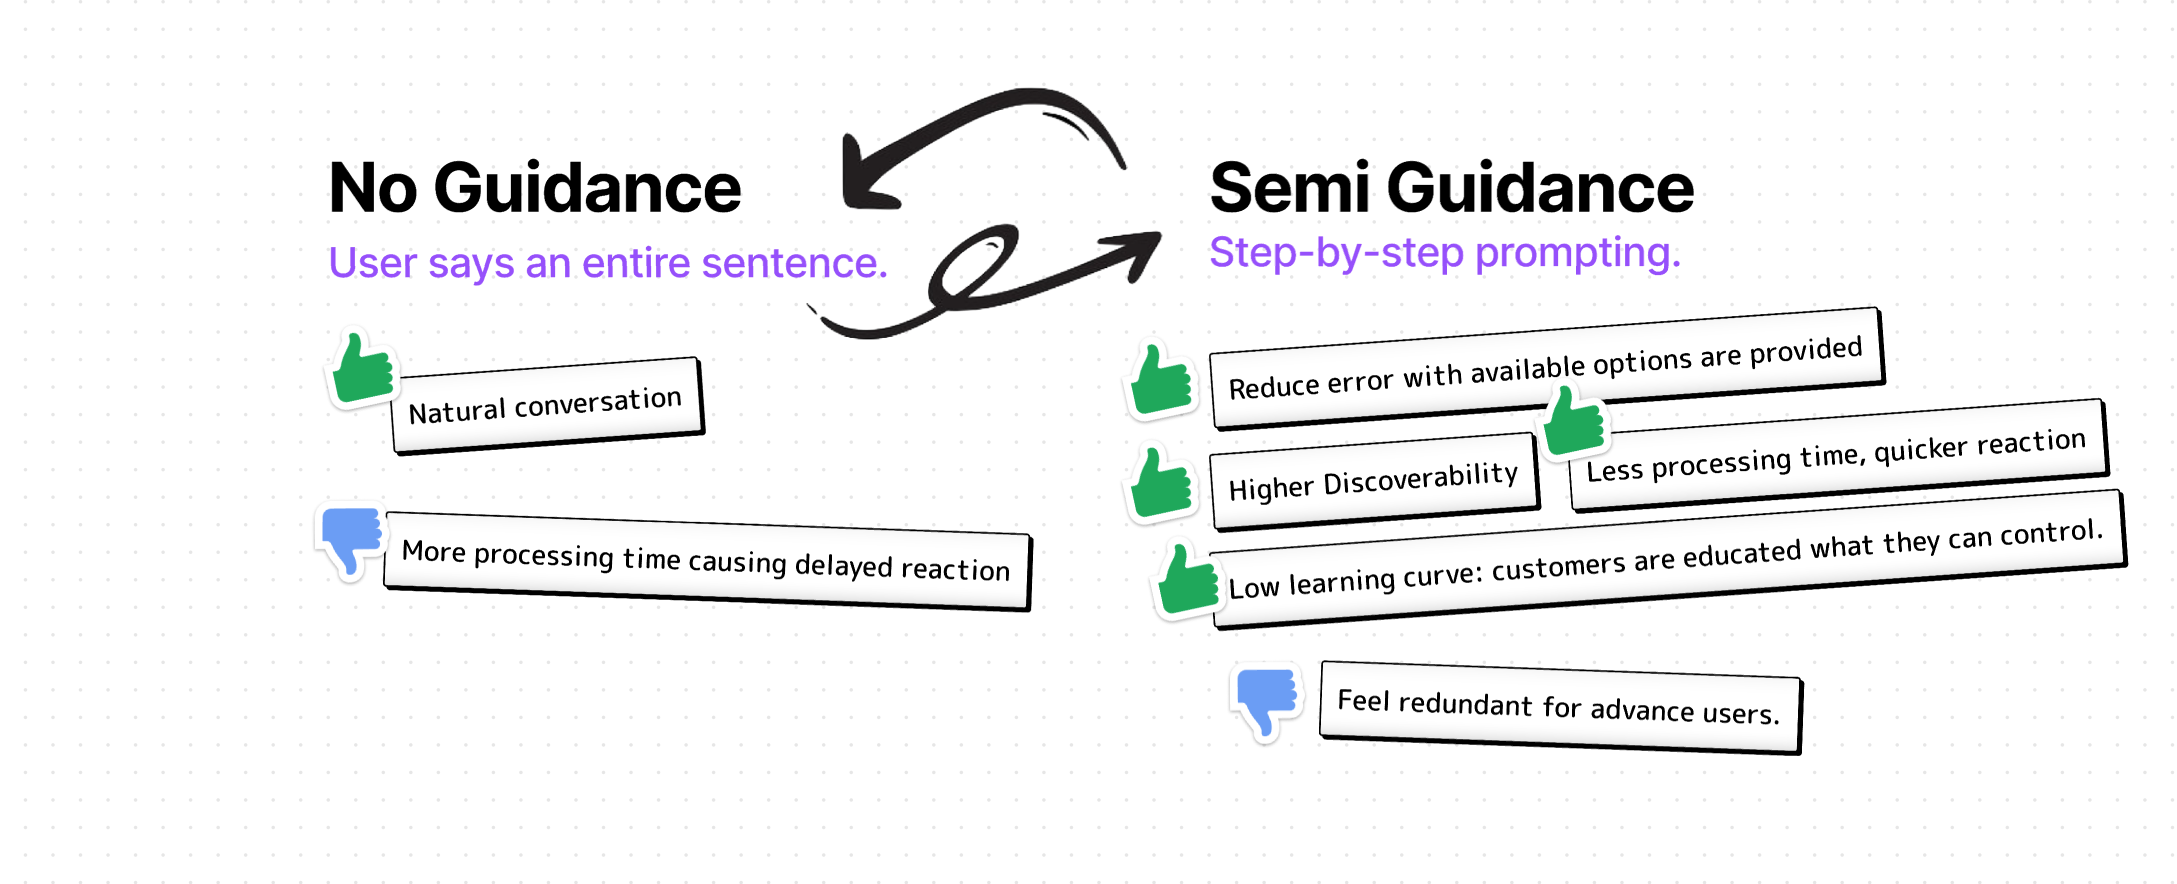 No Guidance
User says an entire sentence.
Natural conversation
More processing time causing delayed reaction
Semi Guidance
Step-by-step prompting.
Reduce error with available options are provided
Higher Discoverability
Less processing time, quicker reaction
Low learning curve: customers are educated what they can control.
Feel redundant for advance users.